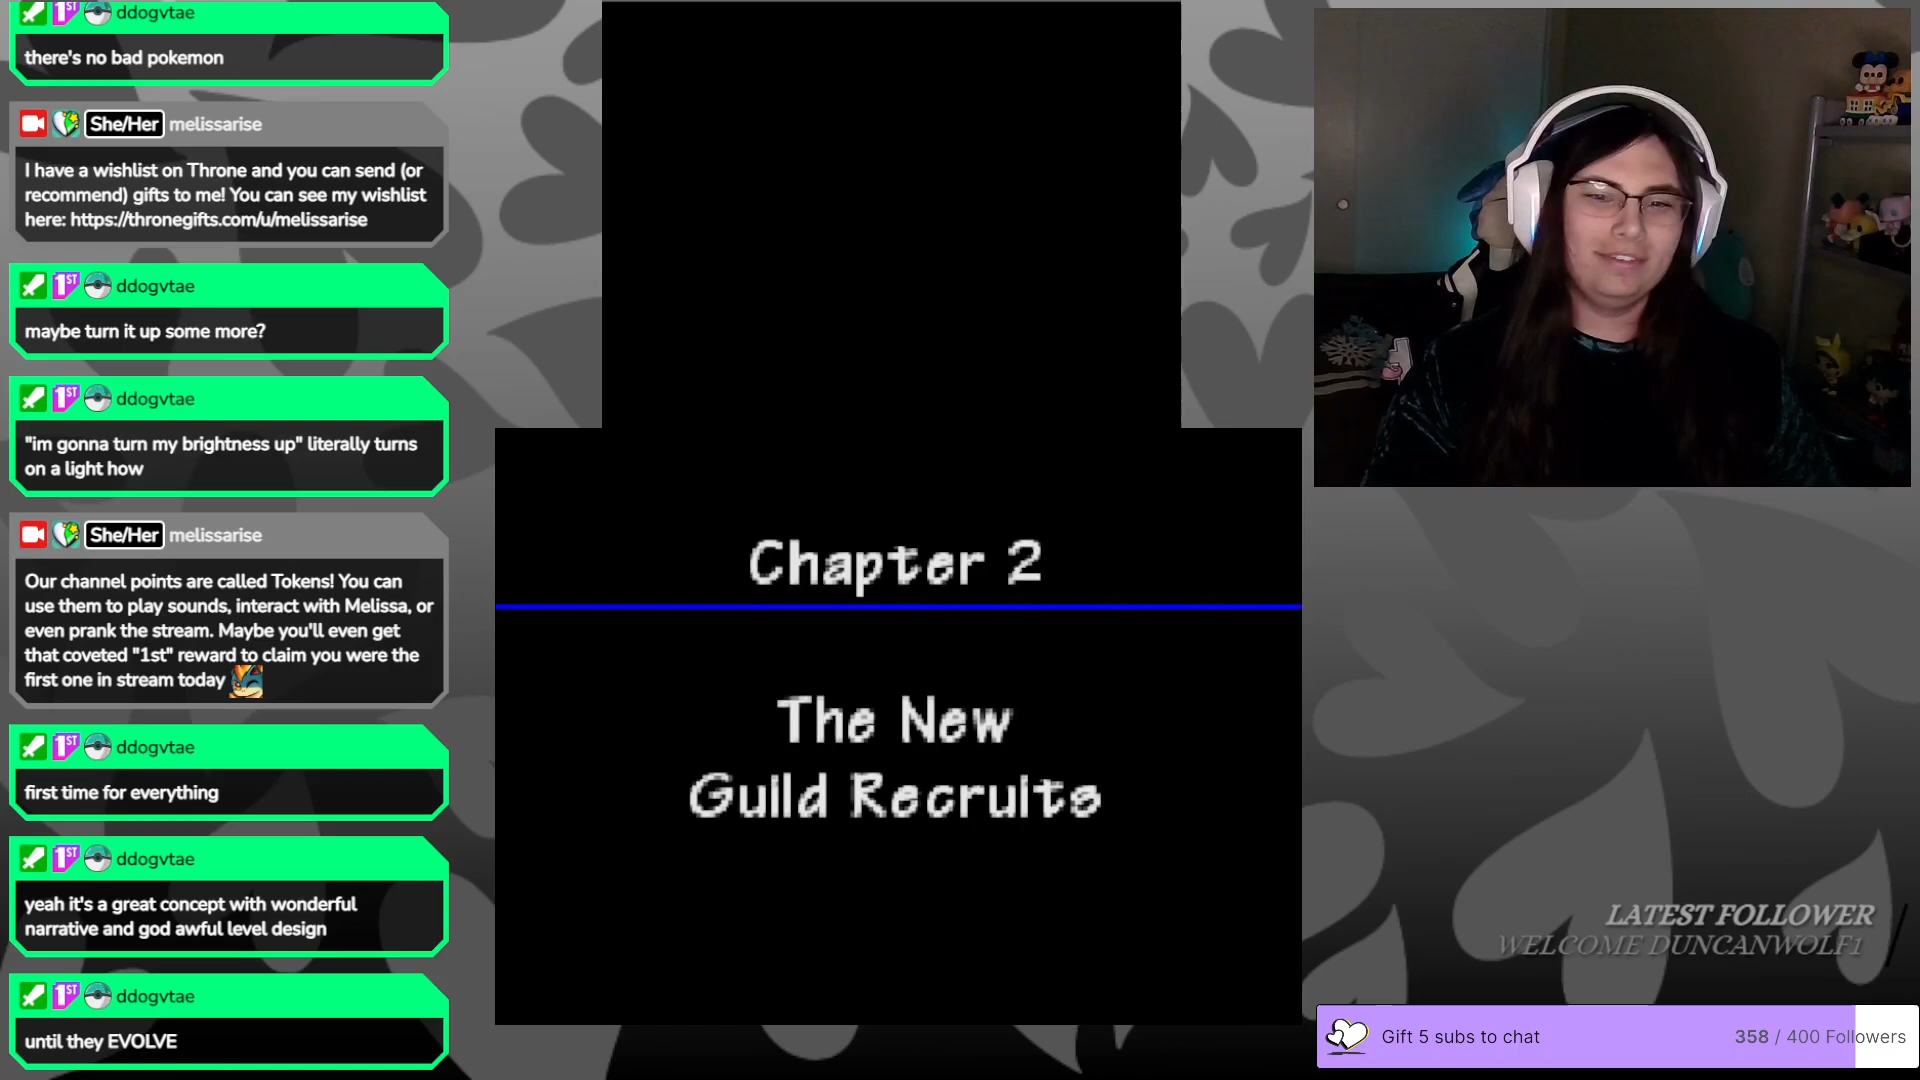 1ST ddogvtae
there's no bad pokemon
She/Her melissarise
I have a wishlist on Throne and you can send (or
recommend) gifts to me! You can see my wishlist
here: https://thronegifts.com/u/melissarise
1ST ddogvtae
maybe turn it up some more?
1ST ddogvtae
"im gonna turn my brightness up" literally turns
on a light how
She/Her melissarise
Our channel points are called Tokens! You can
use them to play sounds, interact with Melissa, or
even prank the stream. Maybe you'll even get
that coveted "1st" reward to claim you were the
first one in stream today
1ST ddogvtae
first time for everything
1ST ddogvtae
yeah it's a great concept with wonderful
narrative and god awful level design
1ST ddogvtae
until they EVOLVE
Chapter 2
The New
Guild Recruits
LATEST FOLLOWER
WELCOME DUNCANWOLF1
Gift 5 subs to chat 358 / 400 Followers